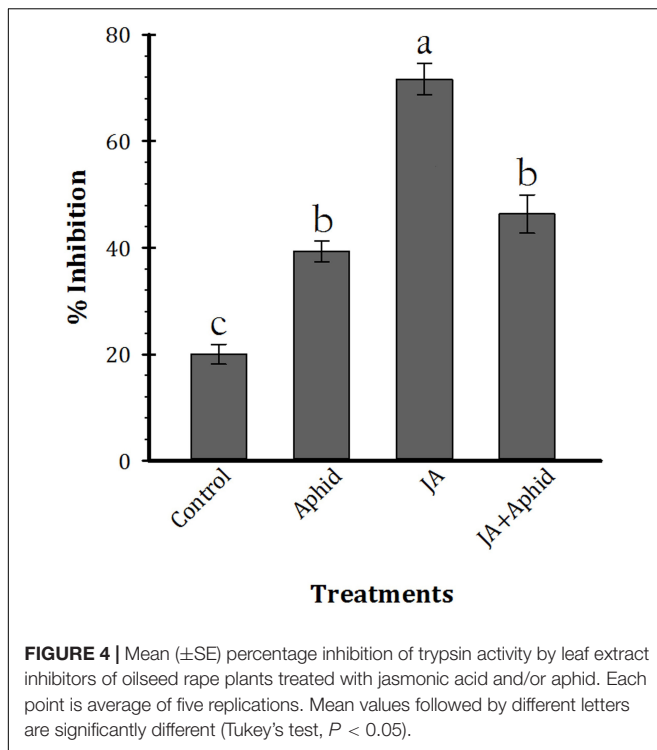 80
60
40
20
0
% Inhibition
c
b
a
b
Control
Aphid
JA
JA+Aphid
Treatments
FIGURE 4 | Mean (±SE) percentage inhibition of trypsin activity by leaf extract
inhibitors of oilseed rape plants treated with jasmonic acid and/or aphid. Each
point is average of five replications. Mean values followed by different letters
are significantly different (Tukey's test, P < 0.05).